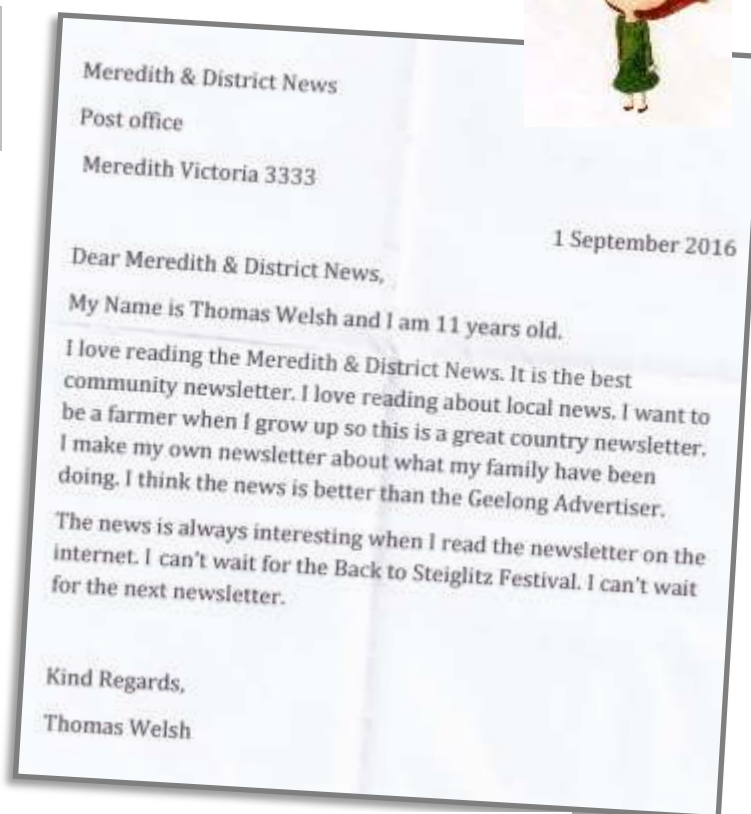 Meredith & District News
Post office
Meredith Victoria 3333
1 September 2016
Dear Meredith & District News,
My Name is Thomas Welsh and I am 11 years old.
I love reading the Meredith & District News. It is the best
community newsletter. I love reading about local news. I want to
be a farmer when I grow up so this is a great country newsletter.
I make my own newsletter about what my family have been
doing. I think the news is better than the Geelong Advertiser.
The news is always interesting when I read the newsletter on the
internet. I can't wait for the Back to Steiglitz Festival. I can't wait
for the next newsletter.
Kind Regards,
Thomas Welsh